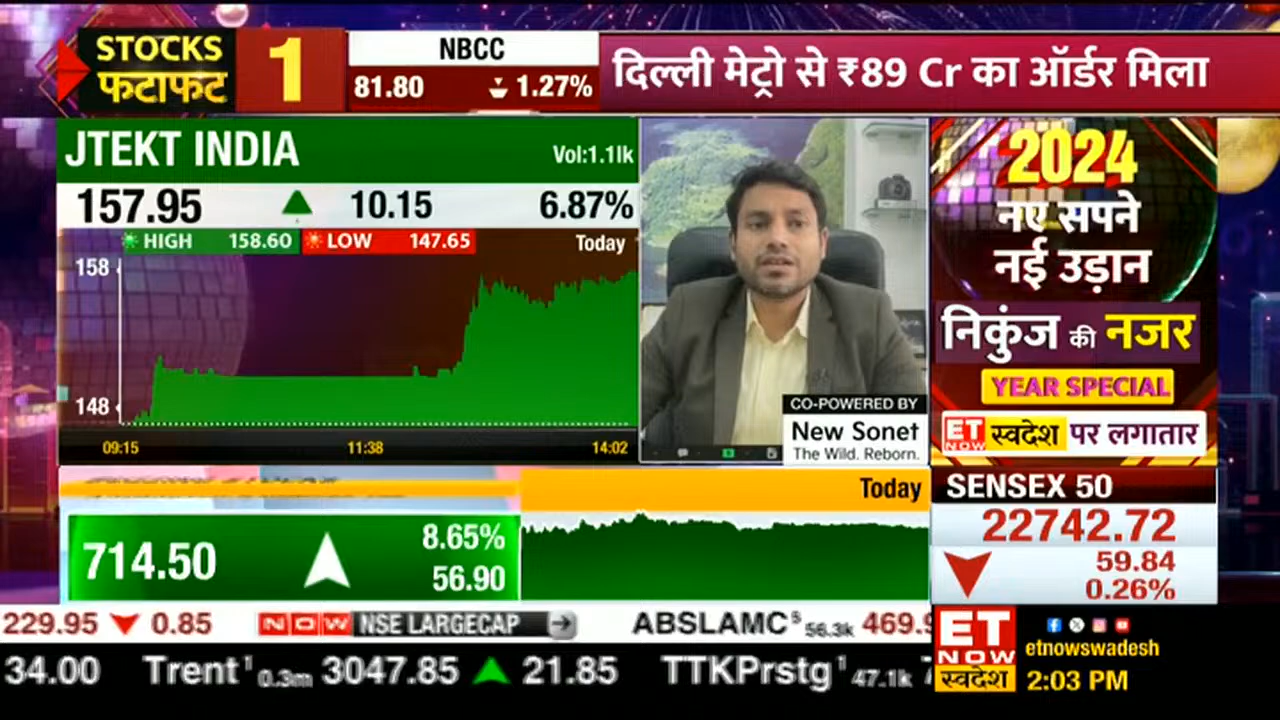 STOCKS
फटाफट
1
NBCC
81.80 1.27%
दिल्ली मेट्रो से ₹89 Cr का ऑर्डर मिला
JTEKT INDIA
Vol:1.1lk
157.95 10.15 6.87%
HIGH 158.60 LOW 147.65
Today
158
148
09:15 11:38 14:02
CO-POWERED BY
New Sonet
The Wild. Reborn.
2024
नए सपने
नई उड़ान
निकुंज की नजर
YEAR SPECIAL
ET NOW स्वदेश पर लगातार
Today
714.50
8.65%
56.90
SENSEX 50
22742.72
59.84
0.26%
229.95 0.85 NOW NSE LARGECAP ABSLAMC s 56.3k 469.9
34.00 Trent 1 0.3m 3047.85 21.85 TTKPrstg 1 47.1k
ET
NOW
स्वदेश
etnowswadesh
2:03 PM